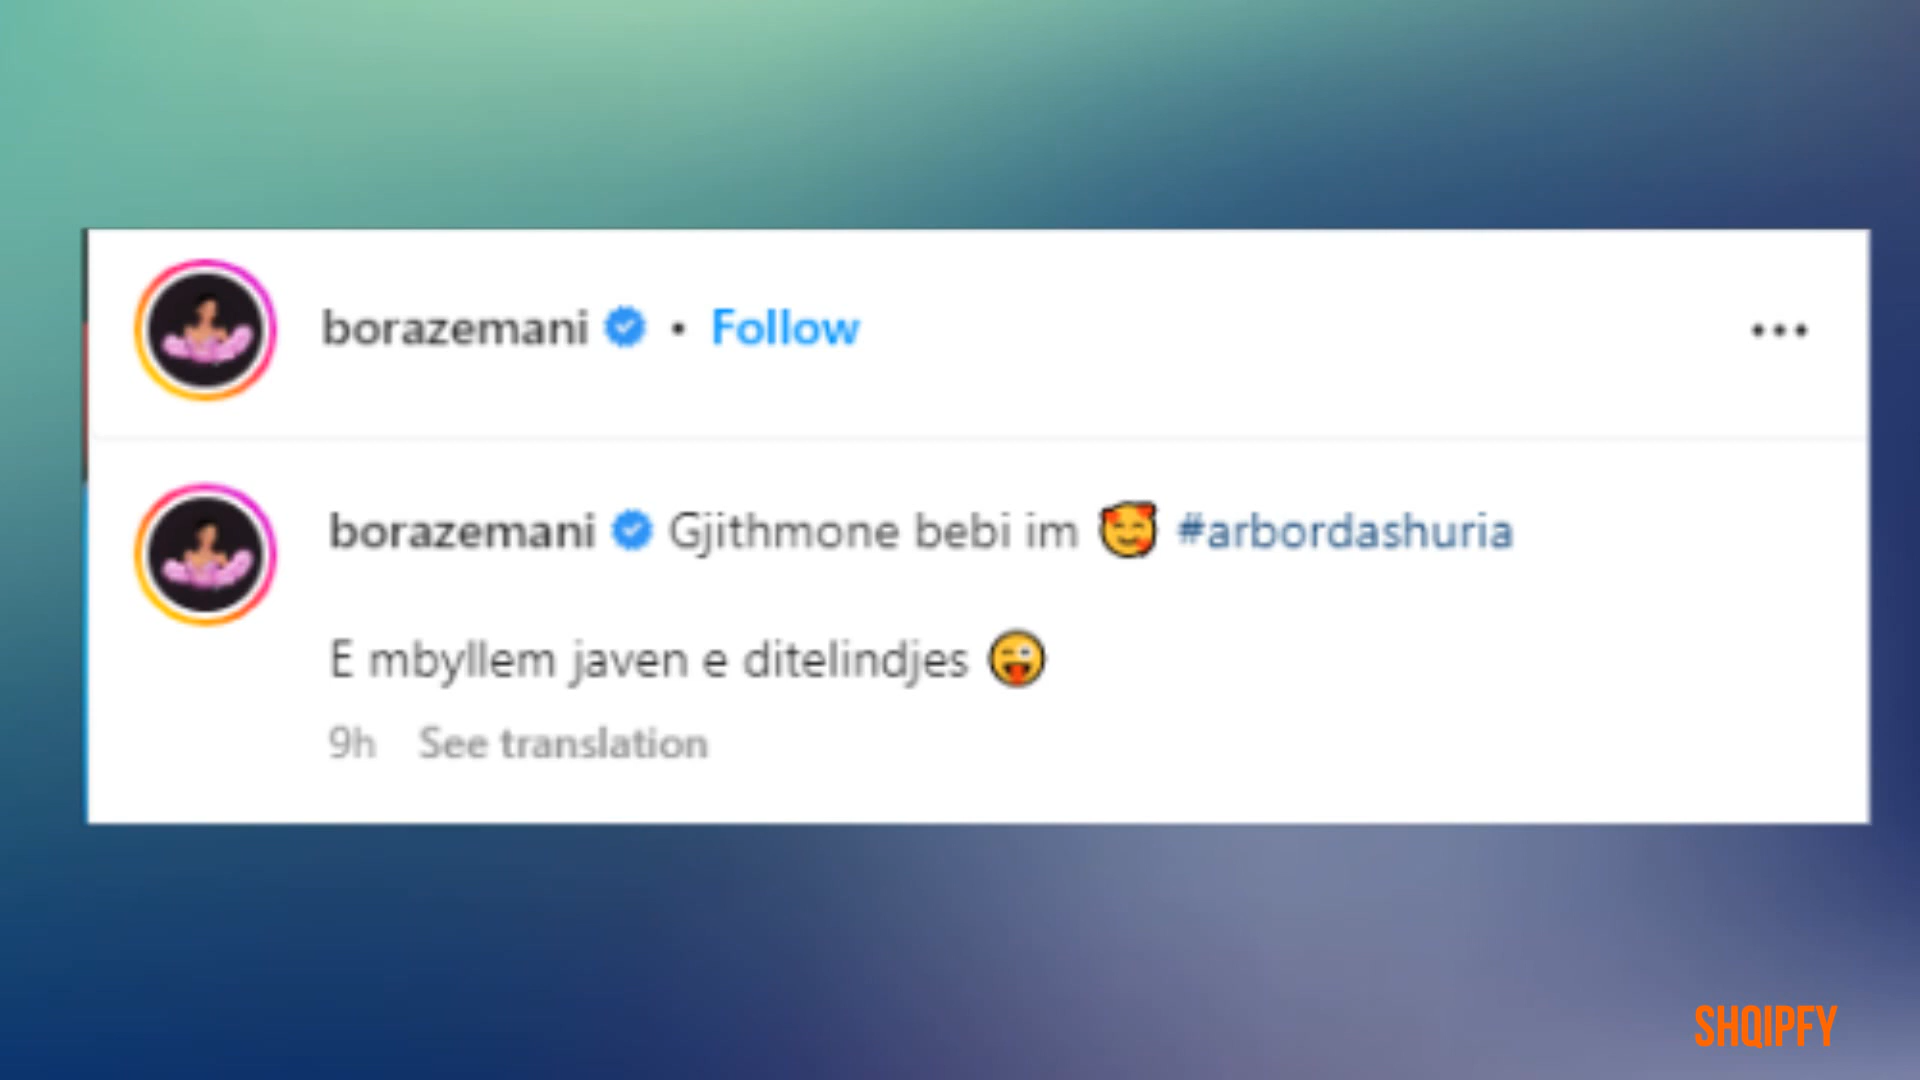 borazemani • Follow
borazemani Gjithmone bebi im 🥰 #arbordashuria
E mbyllem javen e ditelindjes 😜
9h See translation
SHQIPFY